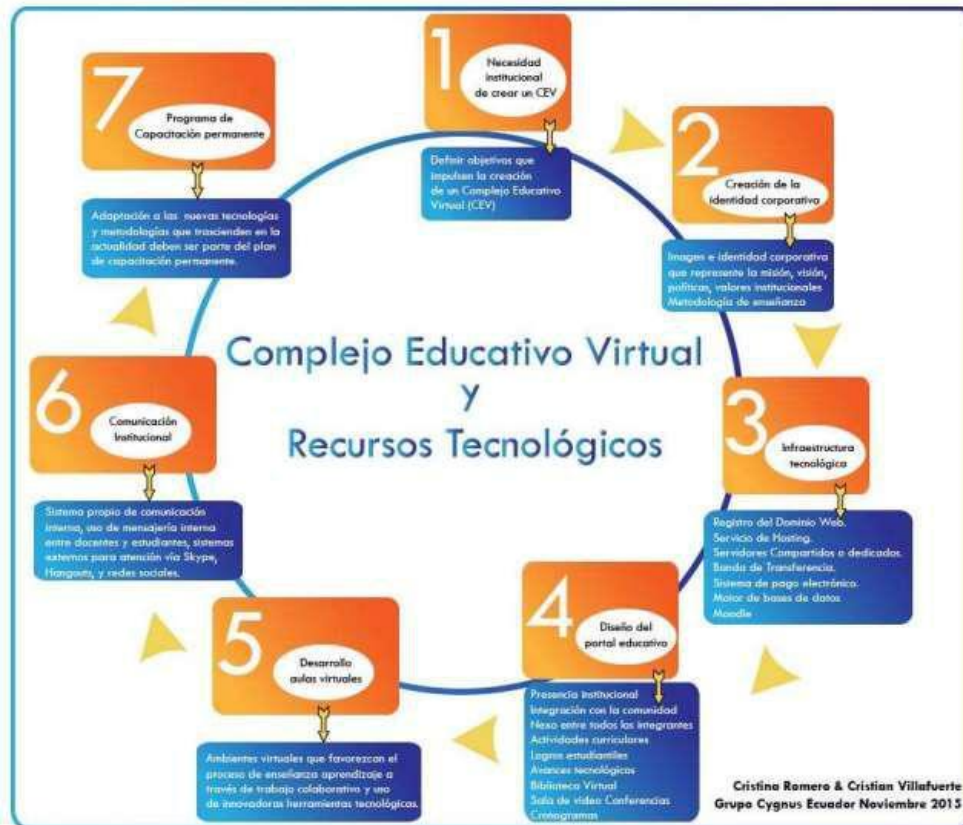 1
Necesidad
institucional
de crear un CEV
Definir objetivos que
impulsen la creación
de un Complejo Educativo
Virtual (CEV)
2
Creación de la
identidad corporativa
Imagen e identidad corporativa
que represente la misión, visión,
políticas, valores institucionales
Metodología de enseñanza
3
Infraestructura
tecnológica
Registro del Dominio Web.
Servicio de Hosting.
Servidores Compartidos o dedicados.
Banda de Transferencia.
Sistema de pago electrónico.
Motor de bases de datos
Moodle
4
Diseño del
portal educativo
Presencia Institucional
Integración con la comunidad
Nexo entre todos los integrantes
Actividades curriculares
Logros estudiantiles
Avances tecnológicos
Biblioteca Virtual
Sala de video Conferencias
Cronogramas
5
Desarrollo
aulas virtuales
Ambientes virtuales que favorezcan el
proceso de enseñanza aprendizaje a
través de trabajo colaborativo y uso
de innovadoras herramientas tecnológicas.
6
Comunicación
Institucional
Sistema propio de comunicación
interna, uso de mensajería interna
entre docentes y estudiantes, sistemas
externos para atención vía Skype,
Hangouts, y redes sociales.
7
Programa de
Capacitación permanente
Adaptación a las nuevas tecnologías
y metodologías que trascienden en la
actualidad deben ser parte del plan
de capacitación permanente.
Complejo Educativo Virtual
y
Recursos Tecnológicos
Cristina Romero & Cristian Villafuerte
Grupo Cygnus Ecuador Noviembre 2015